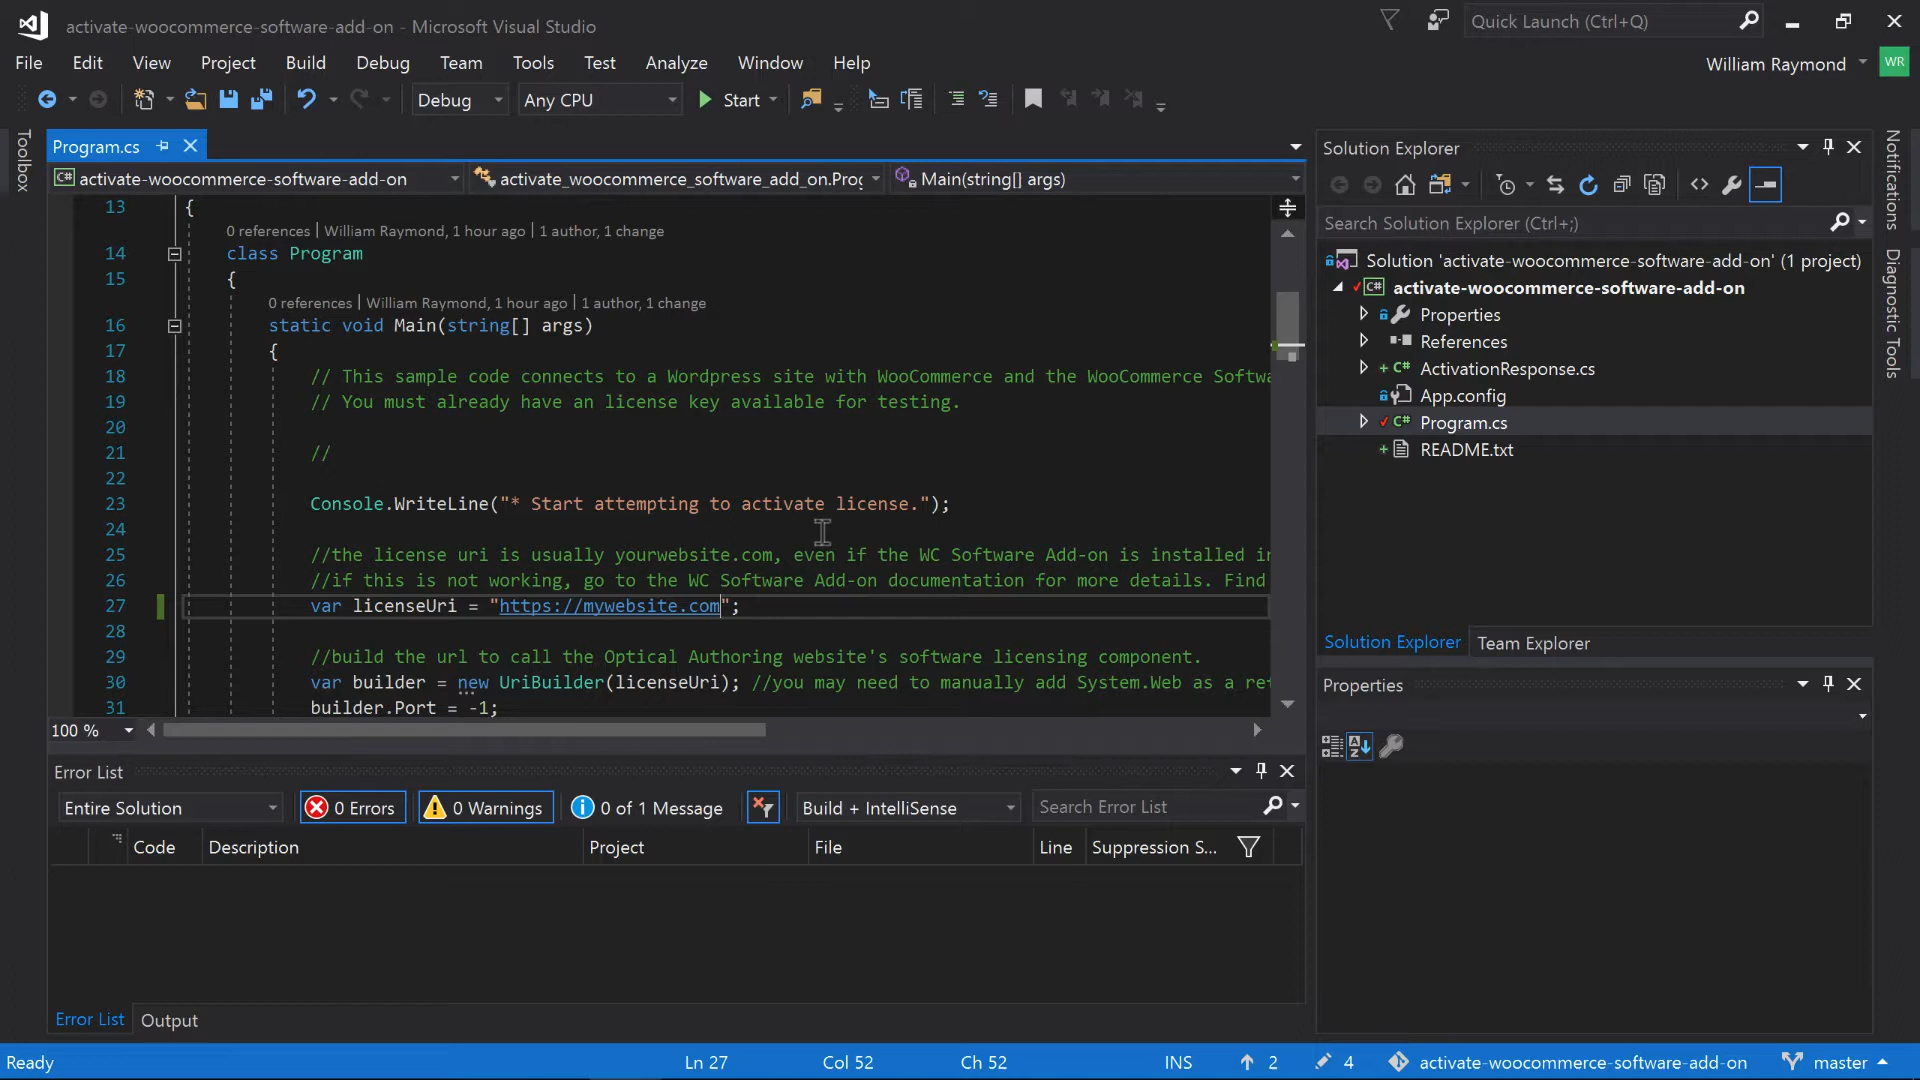 activate-woocommerce-software-add-on - Microsoft Visual Studio
Quick Launch (Ctrl+Q)
File Edit View Project Build Debug Team Tools Test Analyze Window Help
William Raymond WR
Debug Any CPU Start
Toolbox
Program.cs
activate-woocommerce-software-add-on activate_woocommerce_software_add_on.Prog Main(string[] args)
13 {
0 references | William Raymond, 1 hour ago | 1 author, 1 change
14 class Program
15 {
0 references | William Raymond, 1 hour ago | 1 author, 1 change
16 static void Main(string[] args)
17 {
18 // This sample code connects to a Wordpress site with WooCommerce and the WooCommerce Softwa
19 // You must already have an license key available for testing.
20
21 //
22
23 Console.WriteLine("* Start attempting to activate license.");
24
25 //the license uri is usually yourwebsite.com, even if the WC Software Add-on is installed in
26 //if this is not working, go to the WC Software Add-on documentation for more details. Find
27 var licenseUri = "https://mywebsite.com";
28
29 //build the url to call the Optical Authoring website's software licensing component.
30 var builder = new UriBuilder(licenseUri); //you may need to manually add System.Web as a ref
31 builder.Port = -1;
100 %
Error List
Entire Solution 0 Errors 0 Warnings 0 of 1 Message Build + IntelliSense Search Error List
Code Description Project File Line Suppression S...
Error List Output
Solution Explorer
Search Solution Explorer (Ctrl+;)
Solution 'activate-woocommerce-software-add-on' (1 project)
activate-woocommerce-software-add-on
Properties
References
ActivationResponse.cs
App.config
Program.cs
README.txt
Solution Explorer Team Explorer
Properties
Notifications
Diagnostic Tools
Ready Ln 27 Col 52 Ch 52 INS 2 4 activate-woocommerce-software-add-on master